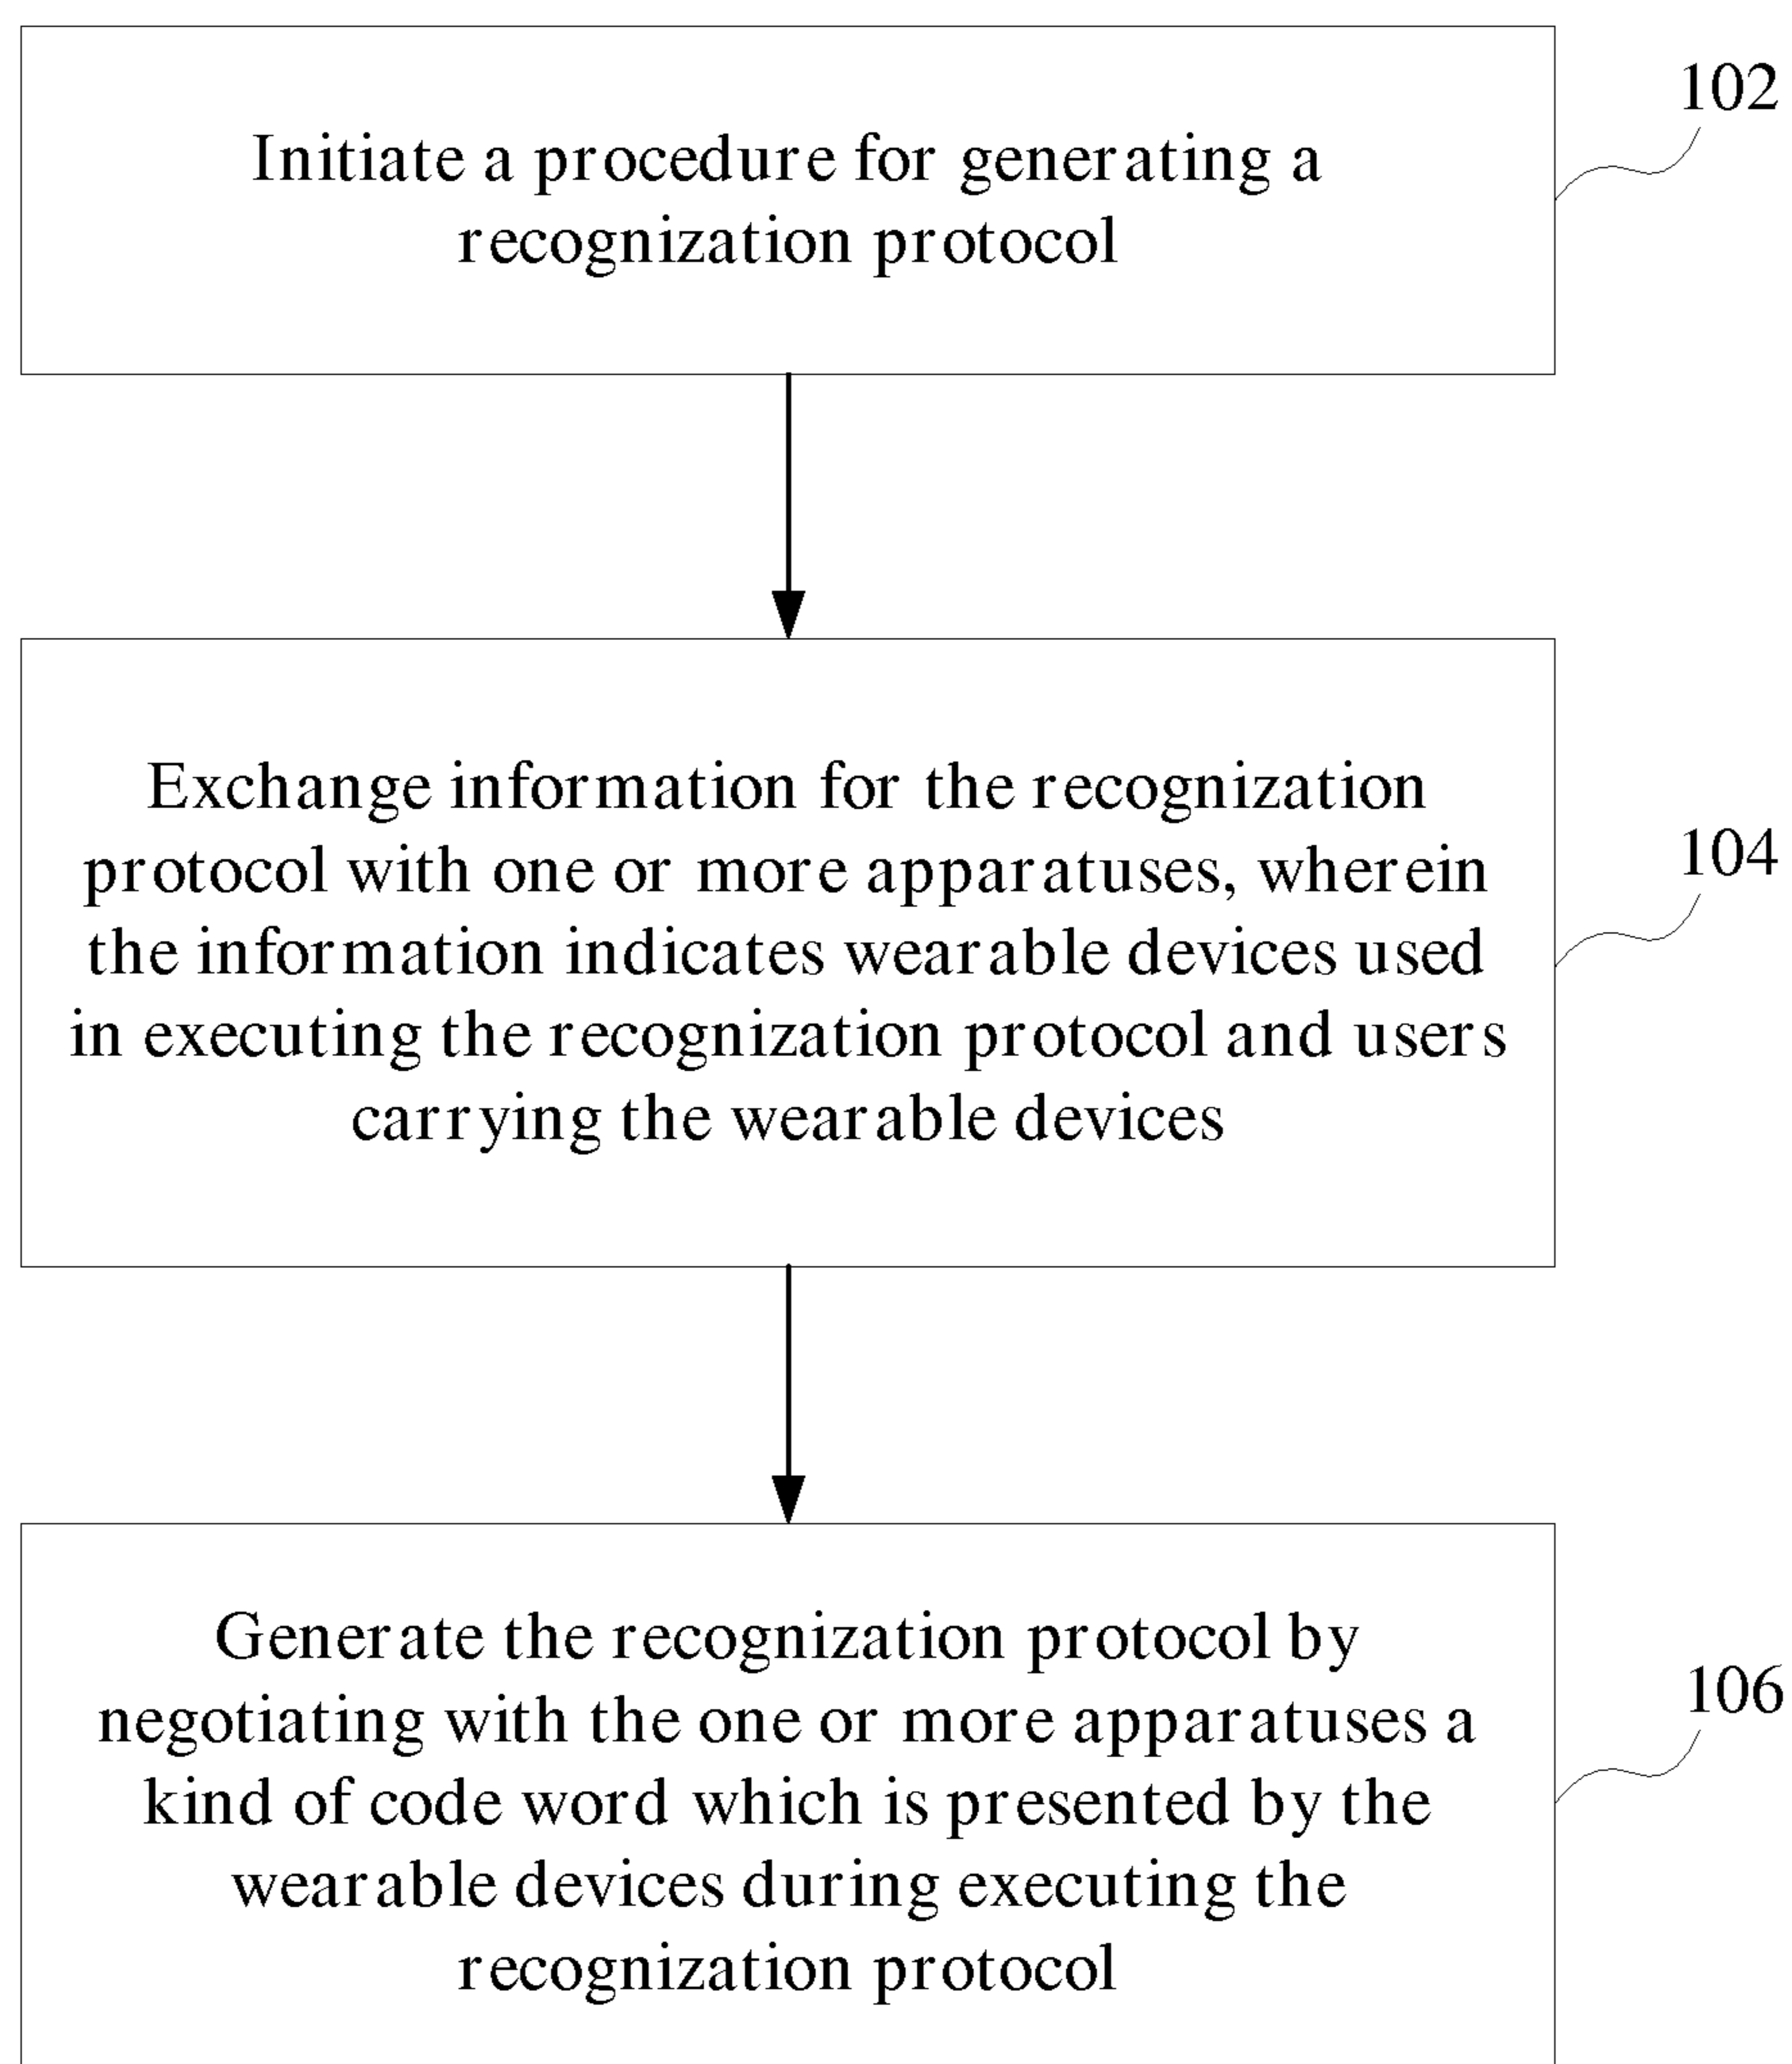 102
Initiate a procedure for generating a
recognization protocol
Exchange information for the recognization
protocol with one or more apparatuses, wherein
the information indicates wearable devices used
in executing the recognization protocol and users
carrying the wearable devices
104
Generate the recognization protocol by
negotiating with the one or more apparatuses a
kind of code word which is presented by the
wearable devices during executing the
recognization protocol
106